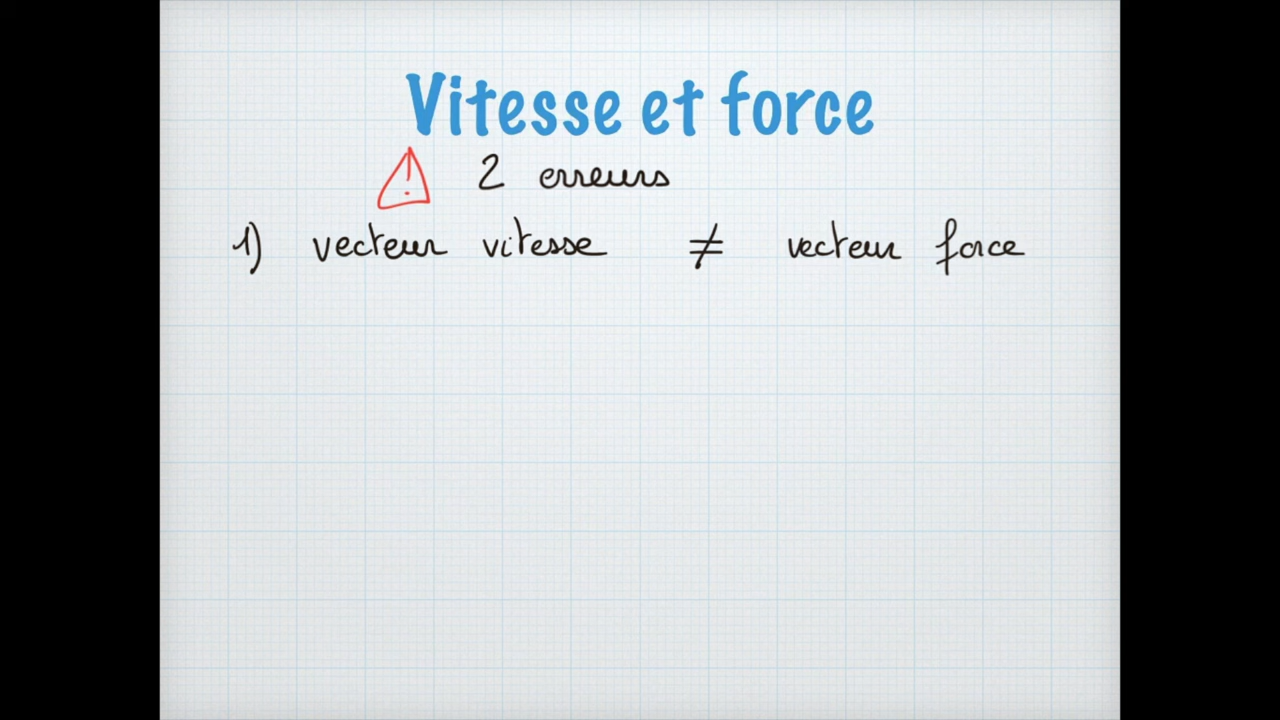 Vitesse et force
! 2 erreurs
1) vecteur vitesse ≠ vecteur force